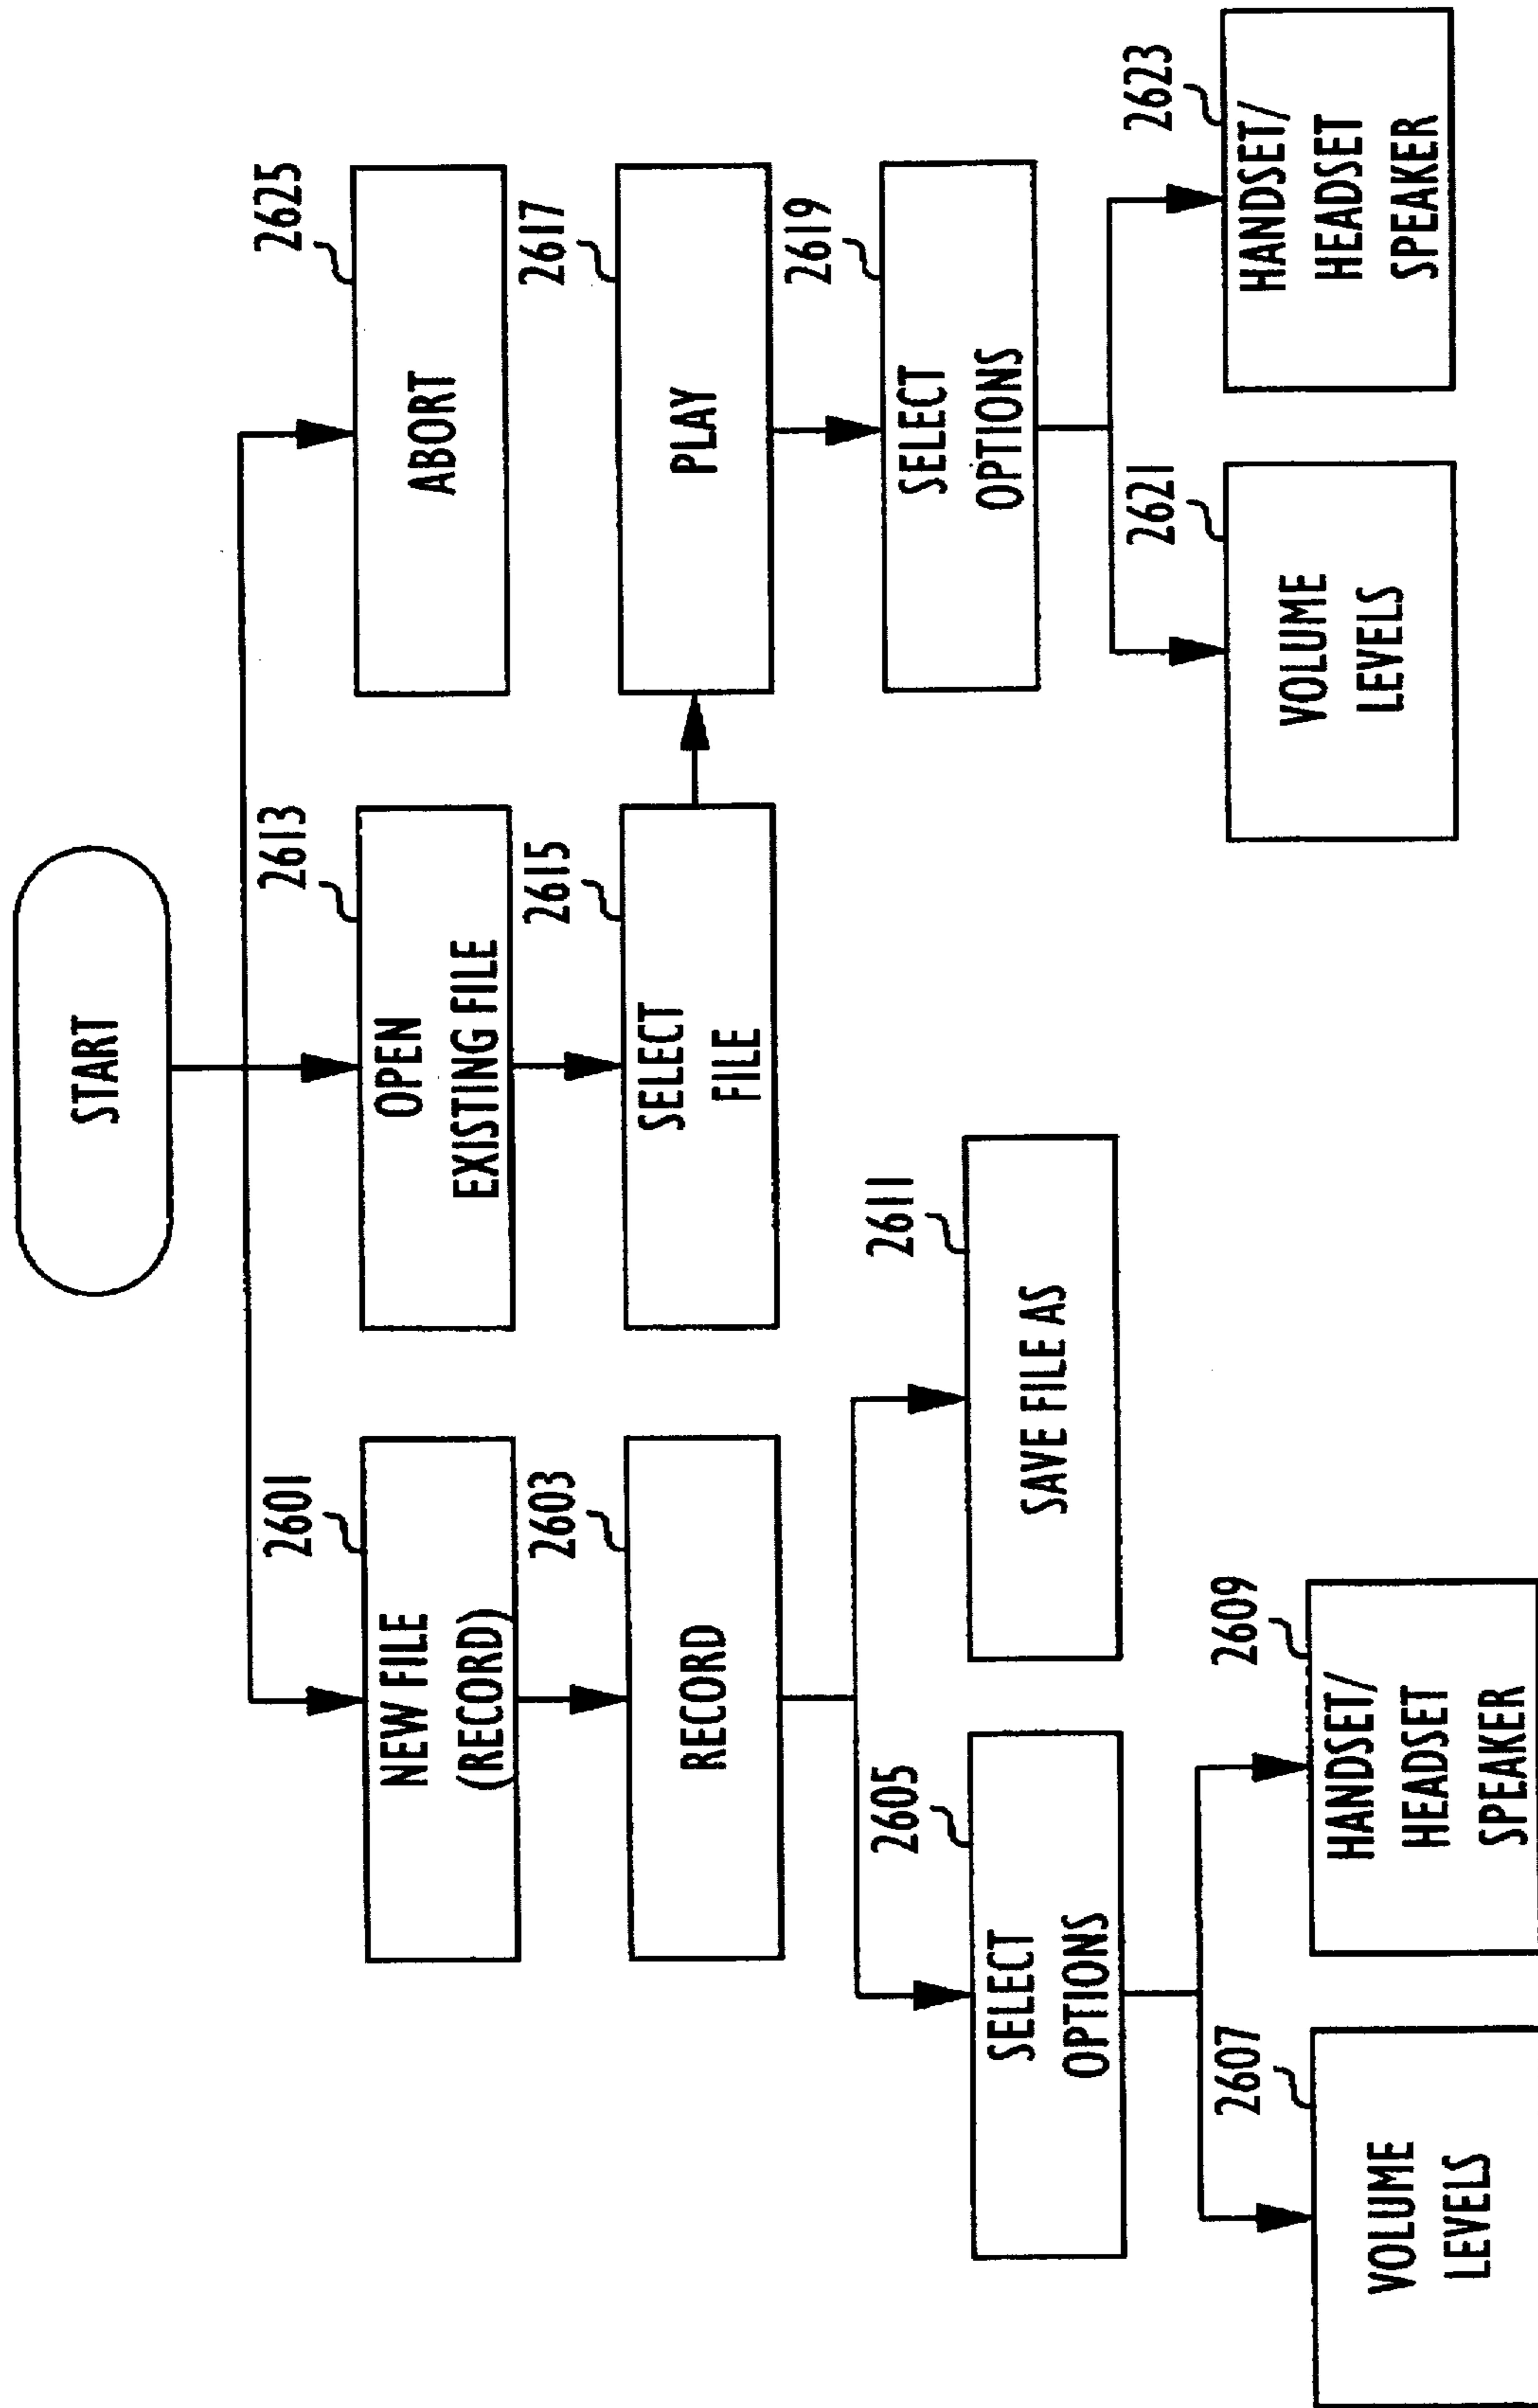 START
2601
NEW FILE
(RECORD)
2613
OPEN
EXISTING FILE
2625
ABORT
2603
RECORD
2615
SELECT
FILE
2617
PLAY
2605
SELECT
OPTIONS
2611
SAVE FILE AS
2619
SELECT
OPTIONS
2607
VOLUME
LEVELS
2609
HANDSET/
HEADSET
SPEAKER
2621
VOLUME
LEVELS
2623
HANDSET/
HEADSET
SPEAKER